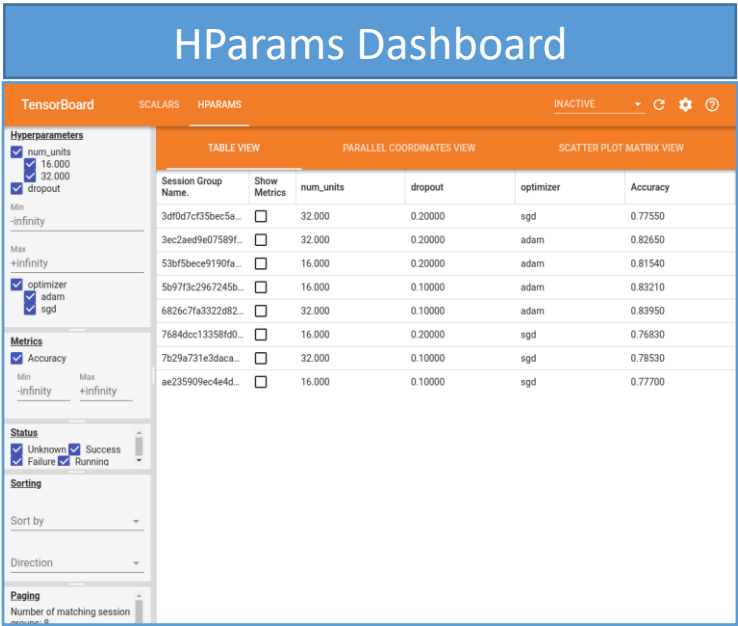 HParams Dashboard
TensorBoard SCALARS HPARAMS INACTIVE
Hyperparameters
num_units
16.000
32.000
dropout
Min
-infinity
Max
+infinity
optimizer
adam
sgd
Metrics
Accuracy
Min Max
-infinity +infinity
Status
Unknown Success
Failure Running
Sorting
Sort by
Direction
Paging
Number of matching session
groups: 8
TABLE VIEW PARALLEL COORDINATES VIEW SCATTER PLOT MATRIX VIEW
Session Group Name. Show Metrics num_units dropout optimizer Accuracy
3df0d7cf35bec5a... 32.000 0.20000 sgd 0.77550
3ec2aed9e07589f... 32.000 0.20000 adam 0.82650
53bf5bece9190fa... 16.000 0.20000 adam 0.81540
5b97f3c2967245b... 16.000 0.10000 adam 0.83210
6826c7fa3322d82... 32.000 0.10000 adam 0.83950
7684dcc13358fd0... 16.000 0.20000 sgd 0.76830
7b29a731e3daca... 32.000 0.10000 sgd 0.78530
ae235909ec4e4d... 16.000 0.10000 sgd 0.77700